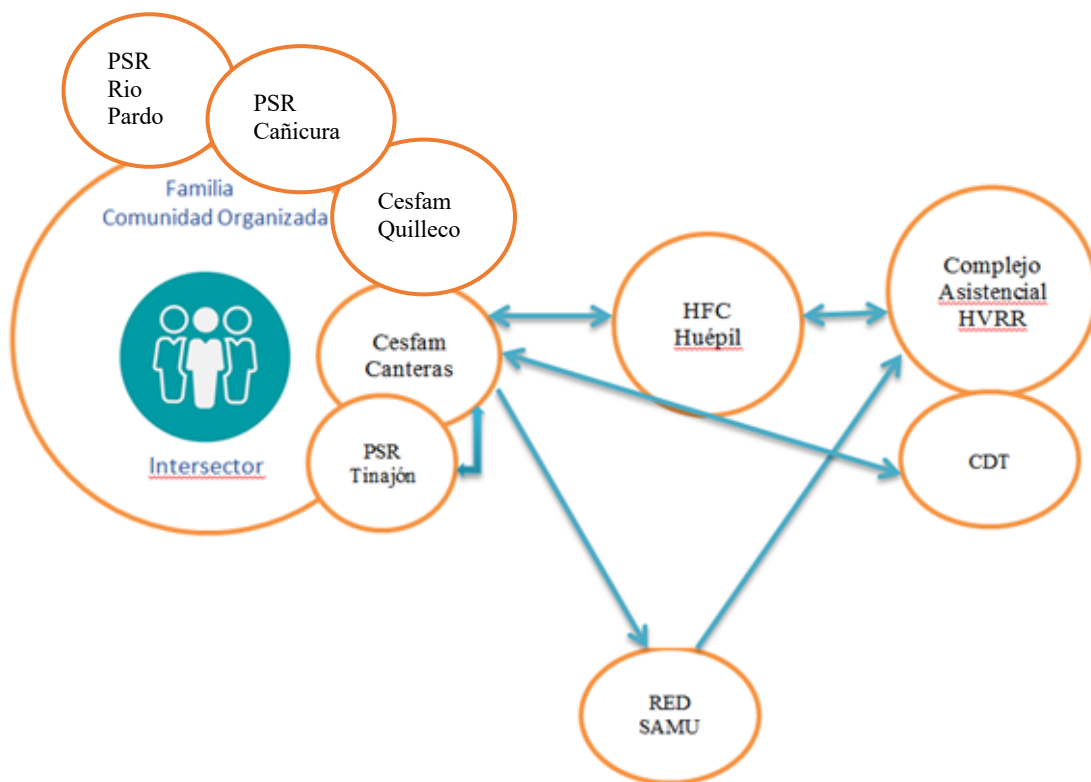 PSR
Rio
Pardo
PSR
Cañicura
Familia
Comunidad Organizada
Cesfam
Quilleco
Intersector
Cesfam
Canteras
PSR
Tinajón
HFC
Huépil
Complejo
Asistencial
HVRR
CDT
RED
SAMU